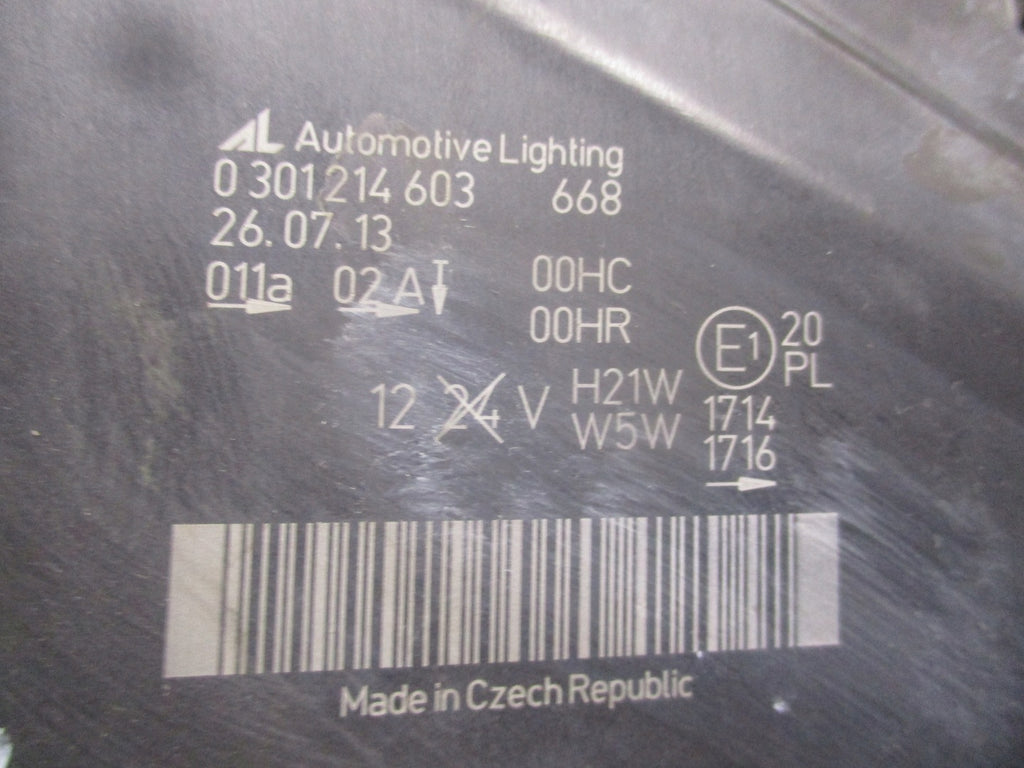 AL Automotive Lighting
0 301 214 603 668
26.07.13
011a 02 A 00HC
00HR
E1 20
PL
12 24 V H21W
W5W
1714
1716
Made in Czech Republic